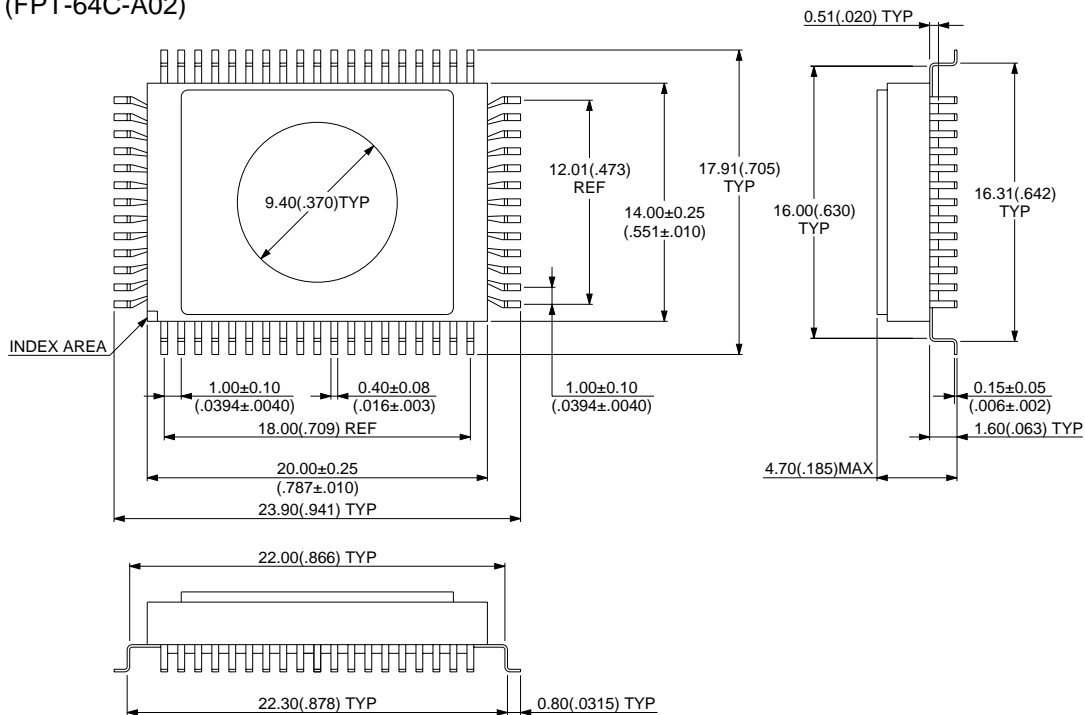 (FPT-64C-A02)
0.51(.020) TYP
9.40(.370)TYP
12.01(.473)
REF
17.91(.705)
TYP
14.00±0.25
(.551±.010)
16.00(.630)
TYP
16.31(.642)
TYP
INDEX AREA
1.00±0.10
(.0394±.0040)
0.40±0.08
(.016±.003)
1.00±0.10
(.0394±.0040)
0.15±0.05
(.006±.002)
18.00(.709) REF
1.60(.063) TYP
20.00±0.25
(.787±.010)
4.70(.185)MAX
23.90(.941) TYP
22.00(.866) TYP
22.30(.878) TYP
0.80(.0315) TYP